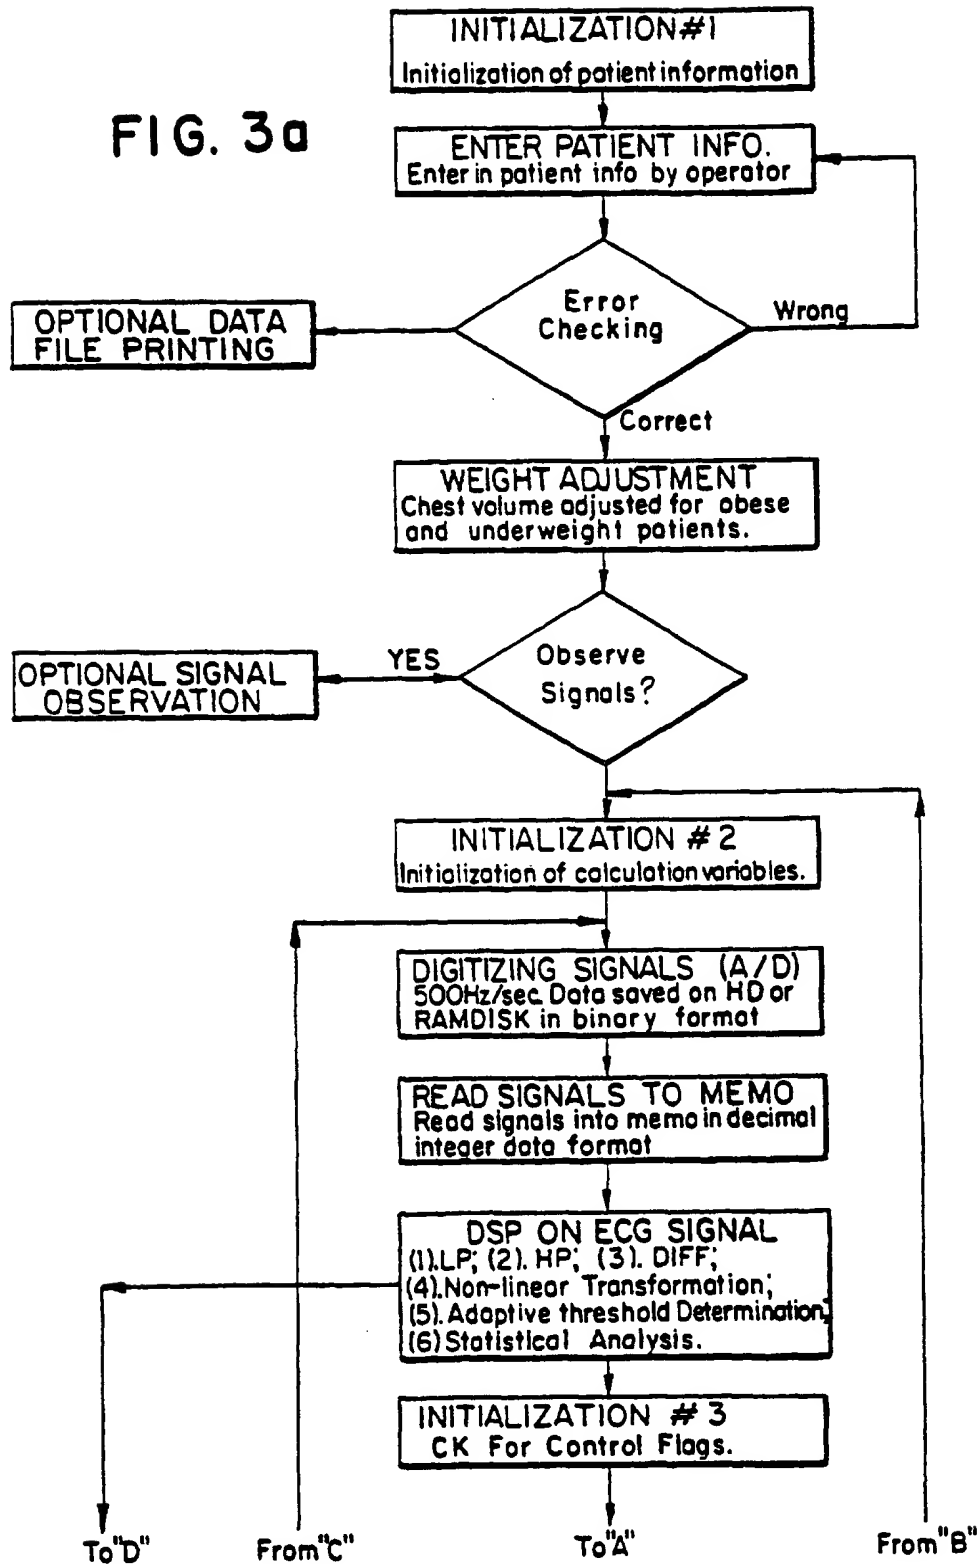 INITIALIZATION #1
Initialization of patient information
FIG. 3a
ENTER PATIENT INFO.
Enter in patient info by operator
Error
Checking
Wrong
OPTIONAL DATA
FILE PRINTING
Correct
WEIGHT ADJUSTMENT
Chest volume adjusted for obese
and underweight patients.
Observe
Signals?
YES
OPTIONAL SIGNAL
OBSERVATION
INITIALIZATION #2
Initialization of calculation variables.
DIGITIZING SIGNALS (A/D)
500Hz/sec. Data saved on HD or
RAMDISK in binary format
READ SIGNALS TO MEMO
Read signals into memo in decimal
integer data format
DSP ON ECG SIGNAL
(1).LP; (2). HP; (3). DIFF;
(4).Non-linear Transformation;
(5). Adaptive threshold Determination;
(6) Statistical Analysis.
INITIALIZATION #3
CK For Control Flags.
To"D"
From"C"
To"A"
From"B"